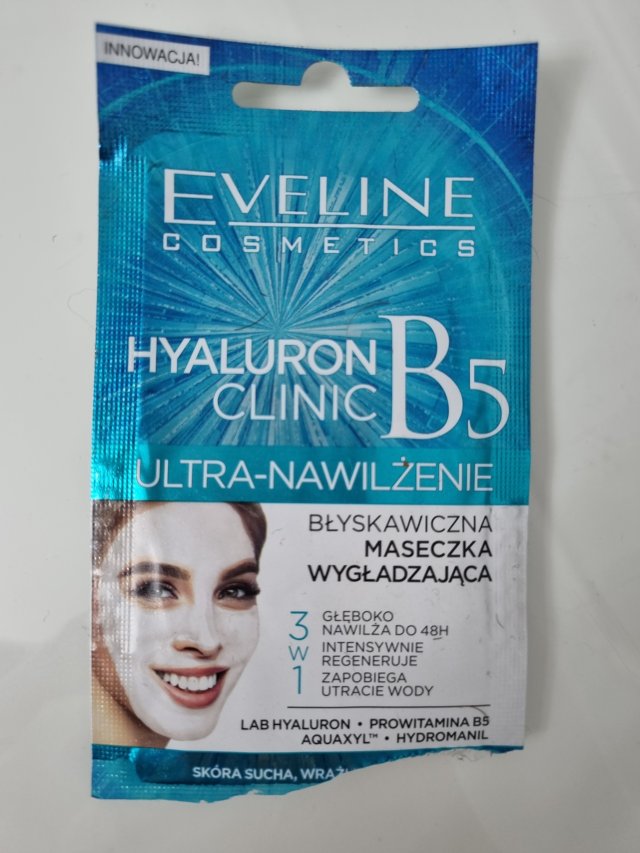 INNOWACJA!
EVELINE
COSMETICS
HYALURON
CLINIC B5
ULTRA-NAWILŻENIE
BŁYSKAWICZNA
MASECZKA
WYGŁADZAJĄCA
3 w 1
GŁĘBOKO
NAWILŻA DO 48H
INTENSYWNIE
REGENERUJE
ZAPOBIEGA
UTRACIE WODY
LAB HYALURON • PROWITAMINA B5
AQUAXYL™ • HYDROMANIL
SKÓRA SUCHA,